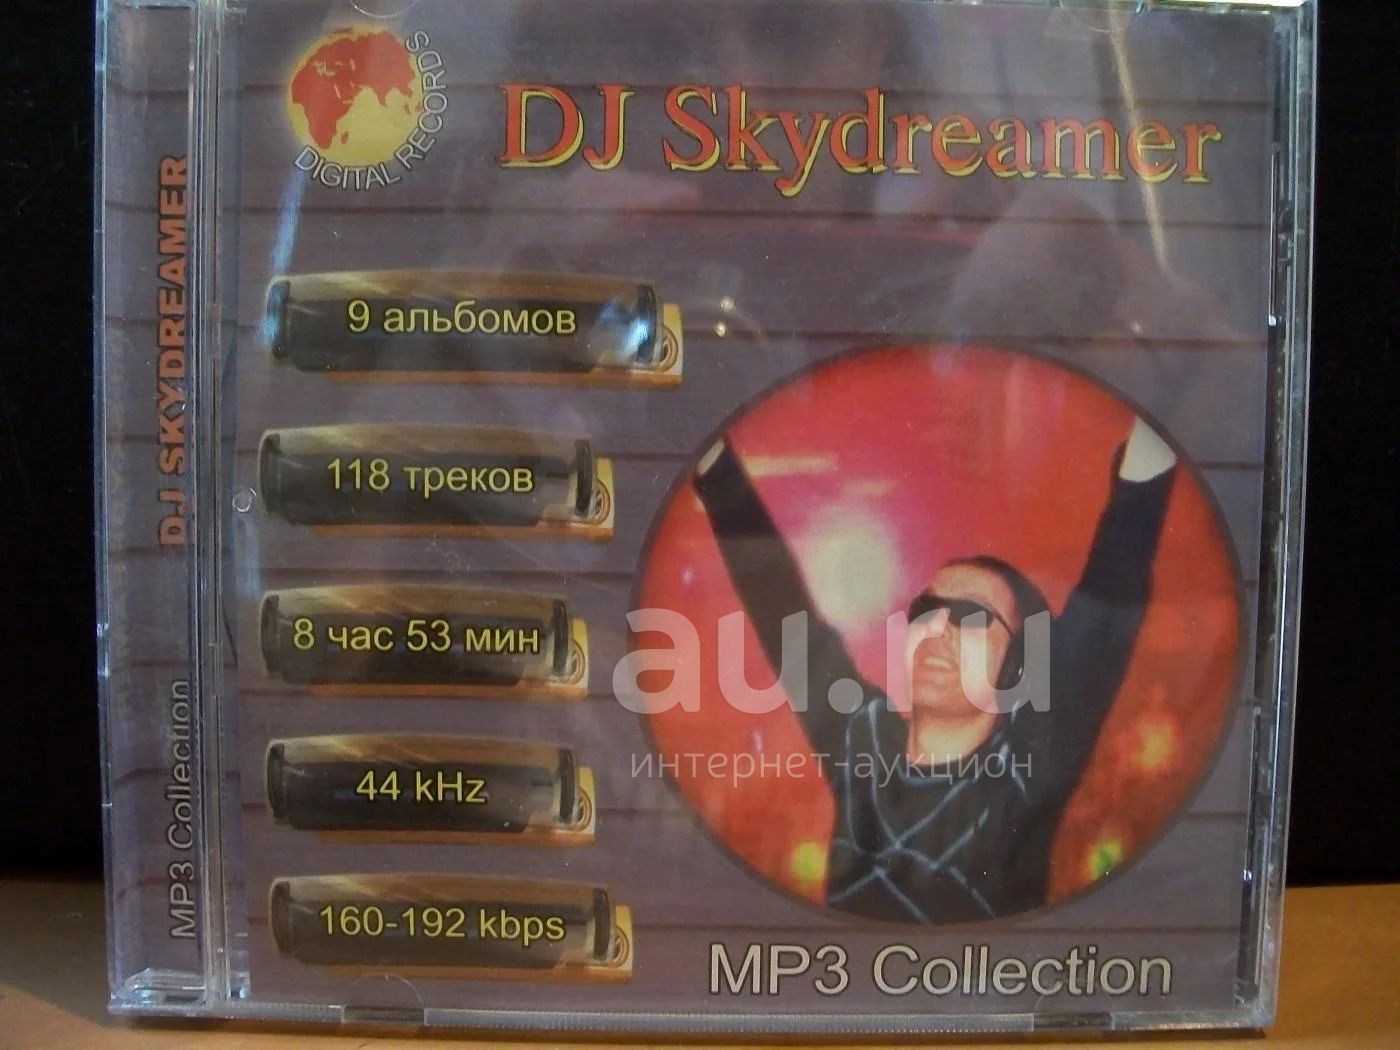 DIGITAL RECORDS
DJ Skydreamer
DJ SKYDREAMER
MP3 Collection
9 альбомов
118 треков
8 час 53 мин
44 kHz
160-192 kbps
au.ru
интернет-аукцион
MP3 Collection